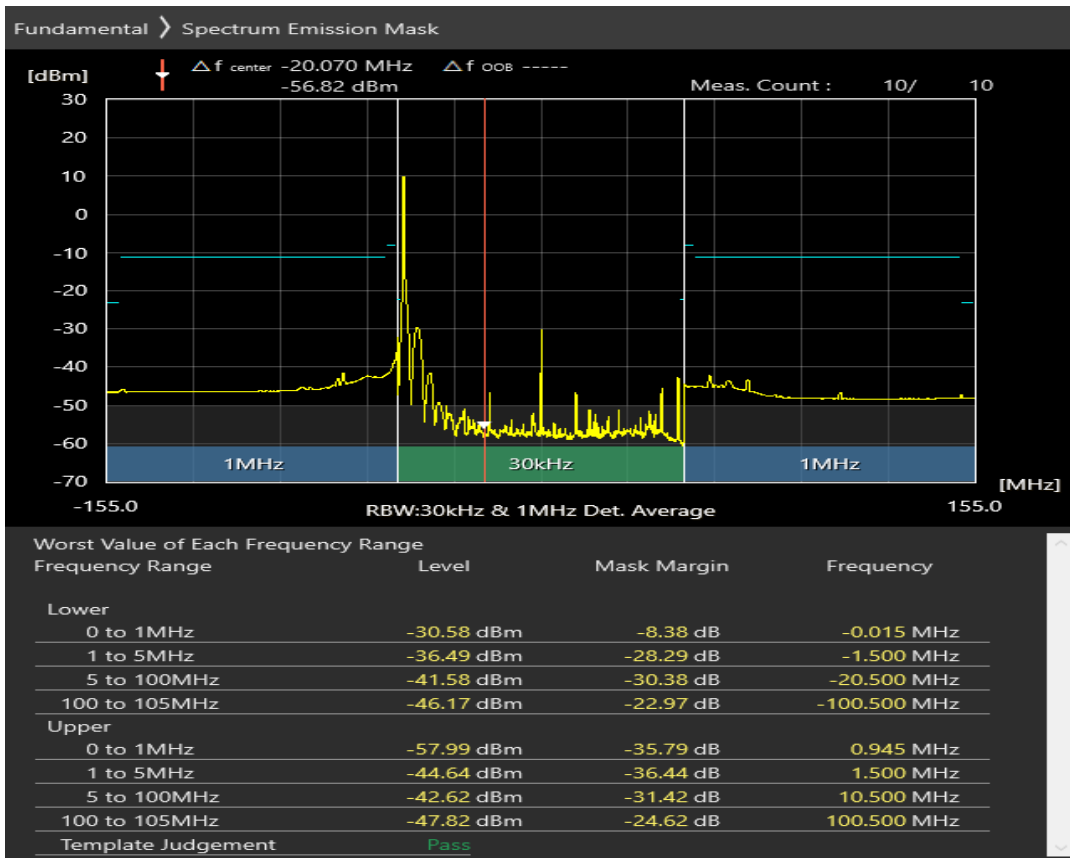 Fundamental 》 Spectrum Emission Mask
[dBm]
△f center -20.070 MHz △f OOB -----
-56.82 dBm
Meas. Count : 10/ 10
30
20
10
0
-10
-20
-30
-40
-50
-60
-70
1MHz 30kHz 1MHz
[MHz]
-155.0 RBW:30kHz & 1MHz Det. Average 155.0
Worst Value of Each Frequency Range
Frequency Range Level Mask Margin Frequency
Lower
0 to 1MHz -30.58 dBm -8.38 dB -0.015 MHz
1 to 5MHz -36.49 dBm -28.29 dB -1.500 MHz
5 to 100MHz -41.58 dBm -30.38 dB -20.500 MHz
100 to 105MHz -46.17 dBm -22.97 dB -100.500 MHz
Upper
0 to 1MHz -57.99 dBm -35.79 dB 0.945 MHz
1 to 5MHz -44.64 dBm -36.44 dB 1.500 MHz
5 to 100MHz -42.62 dBm -31.42 dB 10.500 MHz
100 to 105MHz -47.82 dBm -24.62 dB 100.500 MHz
Template Judgement Pass